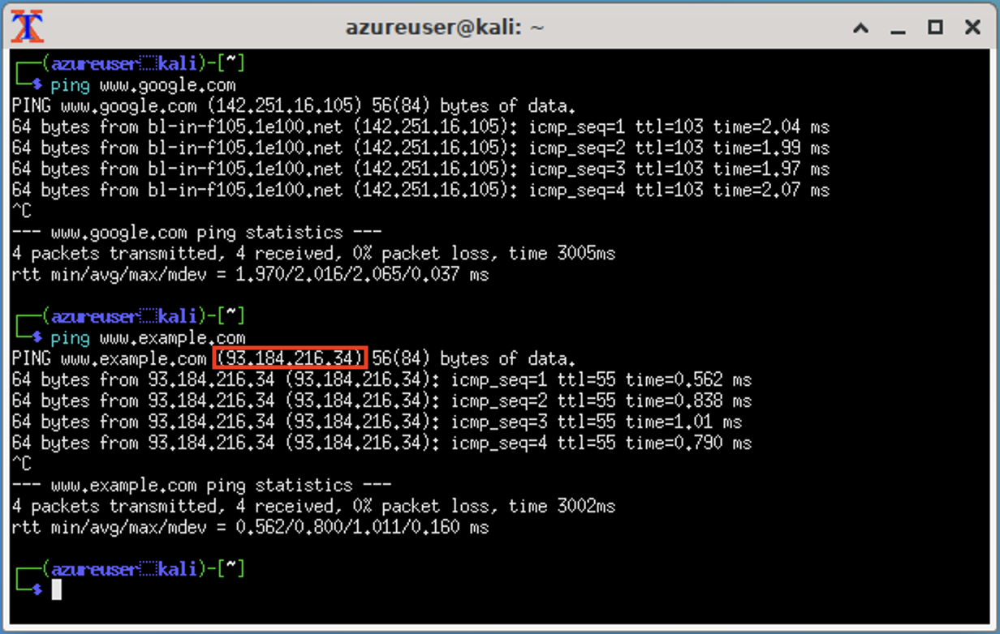 azureuser@kali: ~
┌──(azureuser㉿kali)-[~]
└─$ ping www.google.com
PING www.google.com (142.251.16.105) 56(84) bytes of data.
64 bytes from bl-in-f105.1e100.net (142.251.16.105): icmp_seq=1 ttl=103 time=2.04 ms
64 bytes from bl-in-f105.1e100.net (142.251.16.105): icmp_seq=2 ttl=103 time=1.99 ms
64 bytes from bl-in-f105.1e100.net (142.251.16.105): icmp_seq=3 ttl=103 time=1.97 ms
64 bytes from bl-in-f105.1e100.net (142.251.16.105): icmp_seq=4 ttl=103 time=2.07 ms
^C
--- www.google.com ping statistics ---
4 packets transmitted, 4 received, 0% packet loss, time 3005ms
rtt min/avg/max/mdev = 1.970/2.016/2.065/0.037 ms
┌──(azureuser㉿kali)-[~]
└─$ ping www.example.com
PING www.example.com (93.184.216.34) 56(84) bytes of data.
64 bytes from 93.184.216.34 (93.184.216.34): icmp_seq=1 ttl=55 time=0.562 ms
64 bytes from 93.184.216.34 (93.184.216.34): icmp_seq=2 ttl=55 time=0.838 ms
64 bytes from 93.184.216.34 (93.184.216.34): icmp_seq=3 ttl=55 time=1.01 ms
64 bytes from 93.184.216.34 (93.184.216.34): icmp_seq=4 ttl=55 time=0.790 ms
^C
--- www.example.com ping statistics ---
4 packets transmitted, 4 received, 0% packet loss, time 3002ms
rtt min/avg/max/mdev = 0.562/0.800/1.011/0.160 ms
┌──(azureuser㉿kali)-[~]
└─$